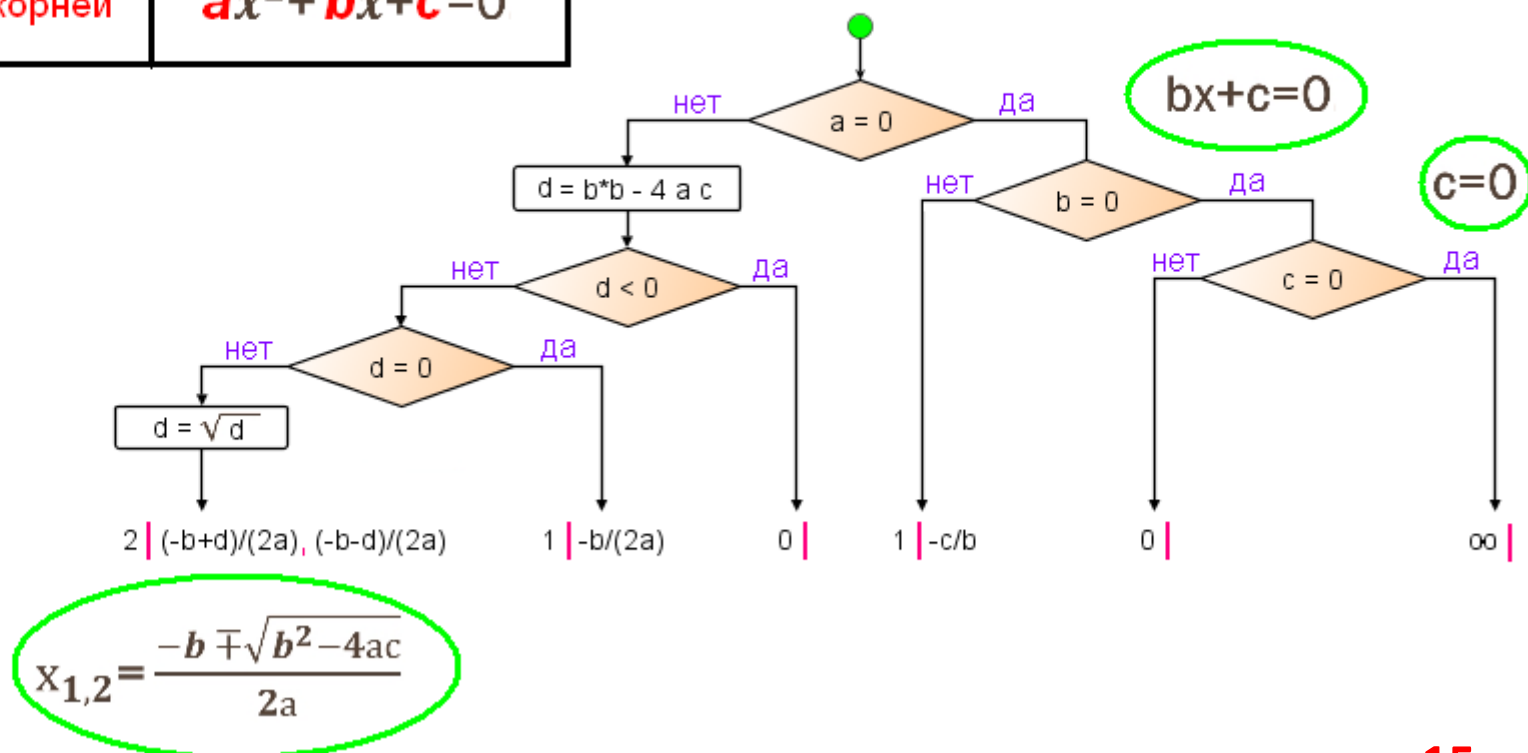 корней
ax²+bx+c=0
bx+c=0
нет
да
a = 0
c=0
d = b*b - 4 a c
нет
да
b = 0
нет
да
d < 0
нет
да
c = 0
нет
да
d = 0
d = √d
2 | (-b+d)/(2a), (-b-d)/(2a)
1 | -b/(2a)
0 |
1 | -c/b
0 |
∞ |
x1,2 = (-b ∓ √(b² - 4ac)) / 2a